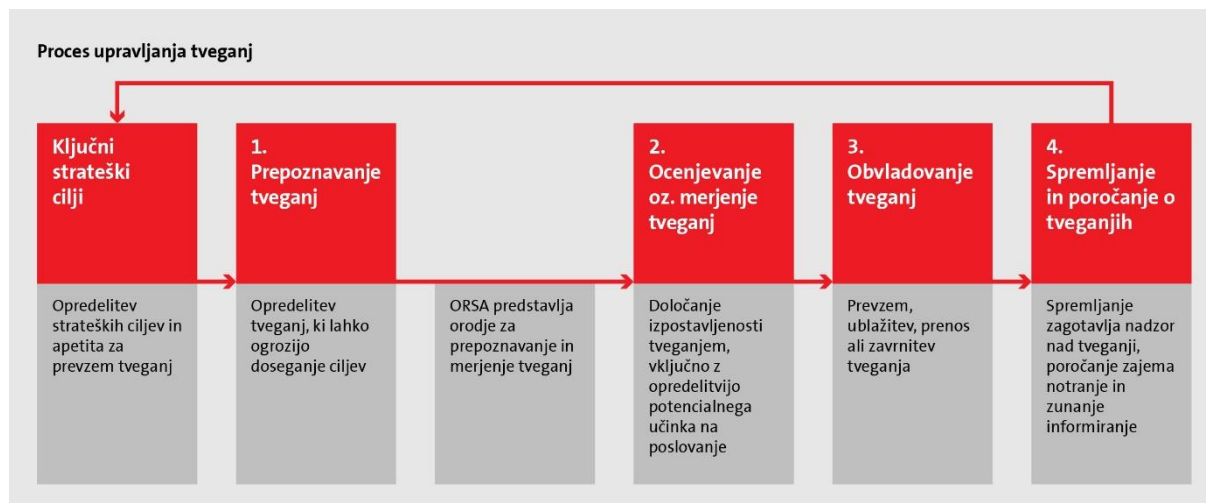 Proces upravljanja tveganj
Ključni
strateški
cilji
Opredelitev
strateških ciljev in
apetita za
prevzem tveganj
1.
Prepoznavanje
tveganj
Opredelitev
tveganj, ki lahko
ogrozijo
doseganje ciljev
ORSA predstavlja
orodje za
prepoznavanje in
merjenje tveganj
2.
Ocenjevanje
oz. merjenje
tveganj
Določanje
izpostavljenosti
tveganjem,
vključno z
opredelitvijo
potencialnega
učinka na
poslovanje
3.
Obvladovanje
tveganj
Prevzem,
ublažitev, prenos
ali zavrnitev
tveganja
4.
Spremljanje
in poročanje o
tveganjih
Spremljanje
zagotavlja nadzor
nad tveganji,
poročanje zajema
notranje in
zunanje
informiranje